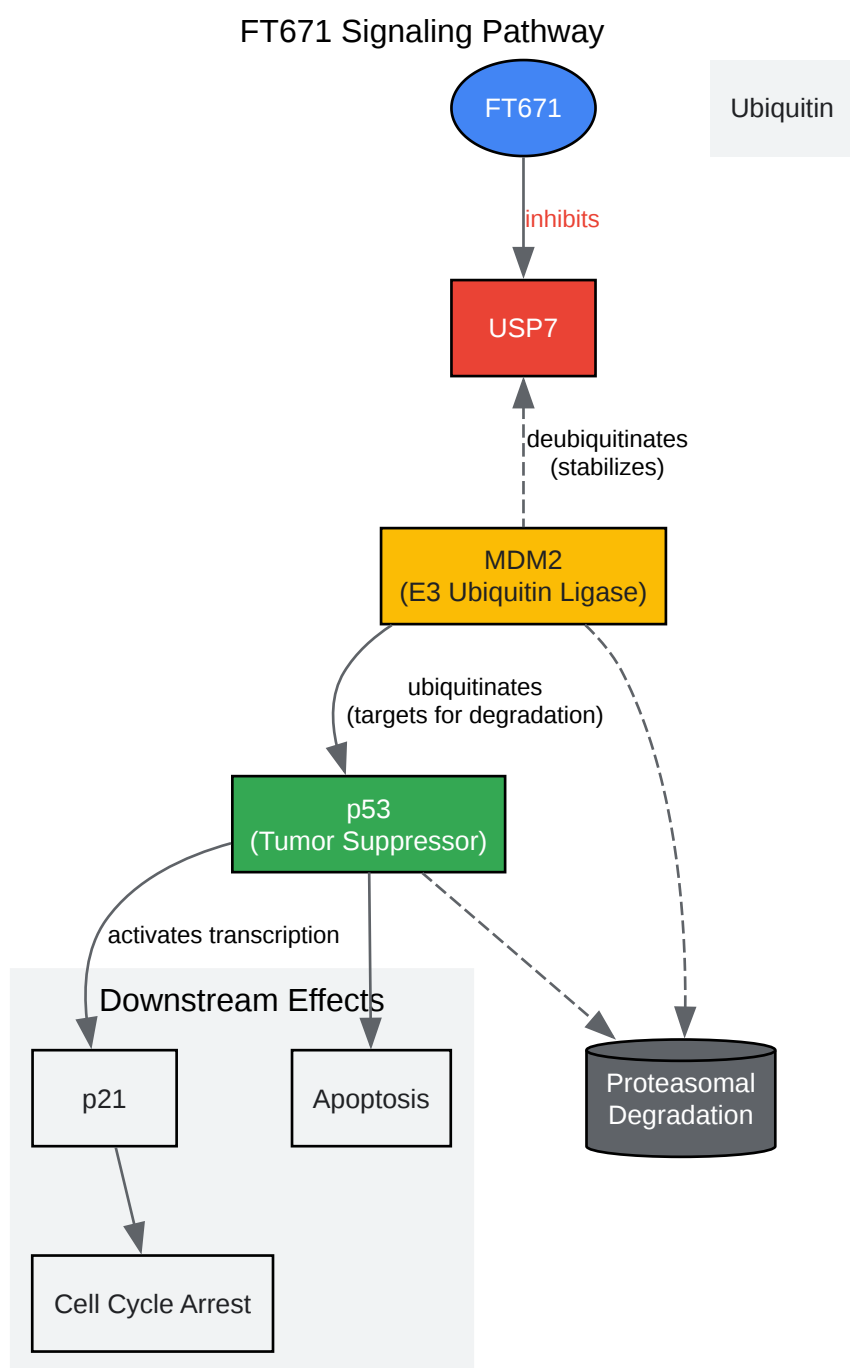 FT671 Signaling Pathway
FT671
Ubiquitin
inhibits
USP7
deubiquitinates
(stabilizes)
MDM2
(E3 Ubiquitin Ligase)
ubiquitinates
(targets for degradation)
p53
(Tumor Suppressor)
activates transcription
Downstream Effects
p21
Apoptosis
Proteasomal
Degradation
Cell Cycle Arrest